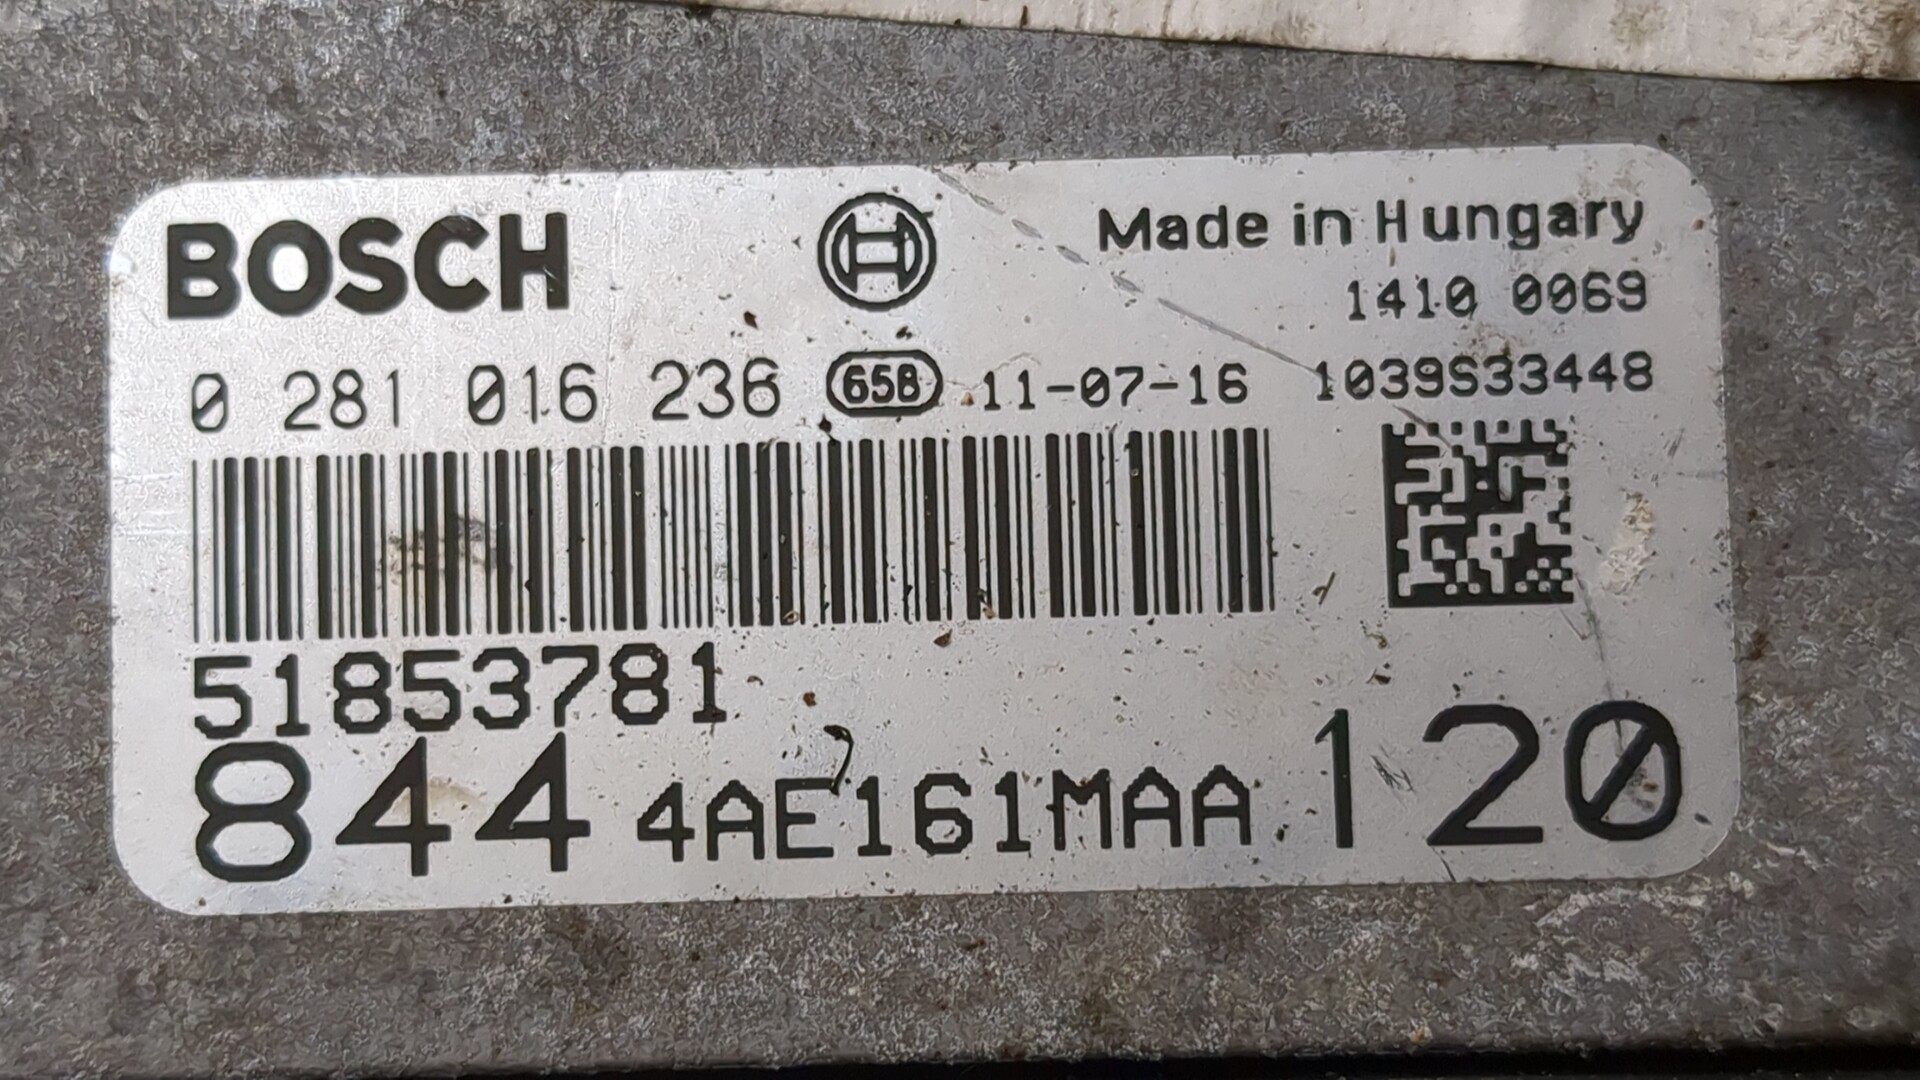 BOSCH Made in Hungary
1410 0069
0 281 016 236 658 11-07-16 1039S33448
51853781
844 4AE161MAA 120